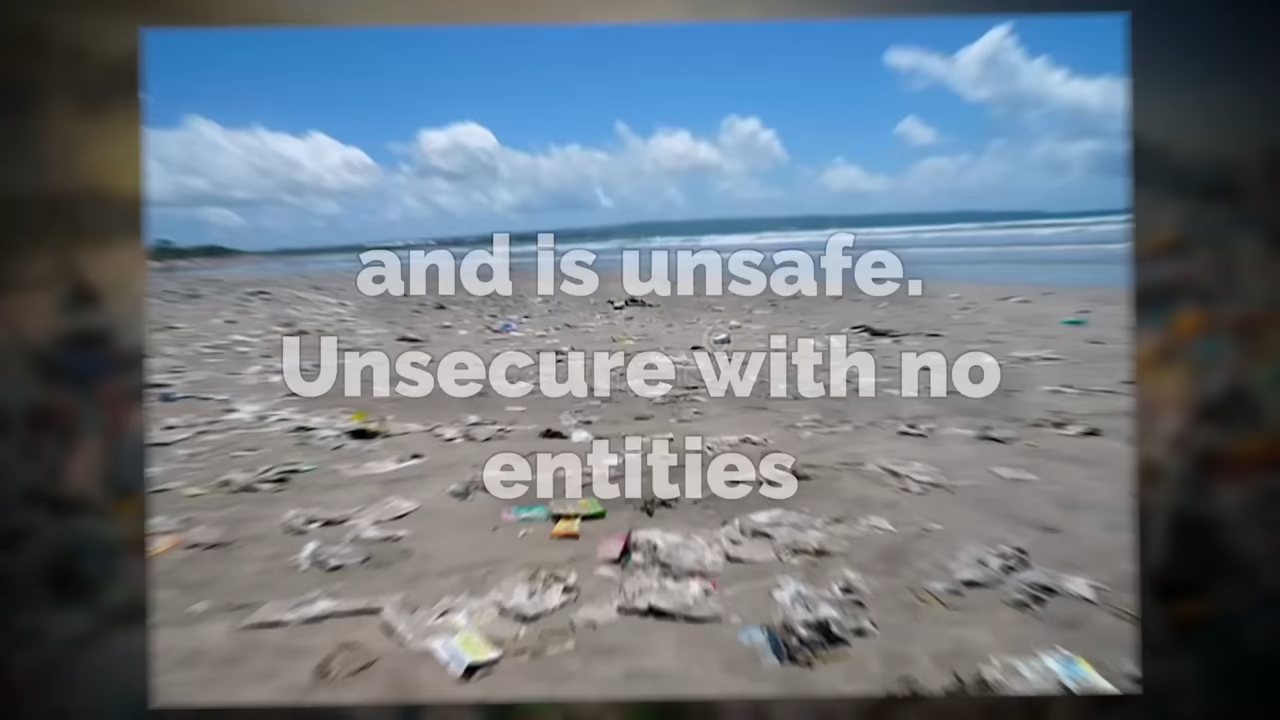 and is unsafe.
Unsecure with no
entities